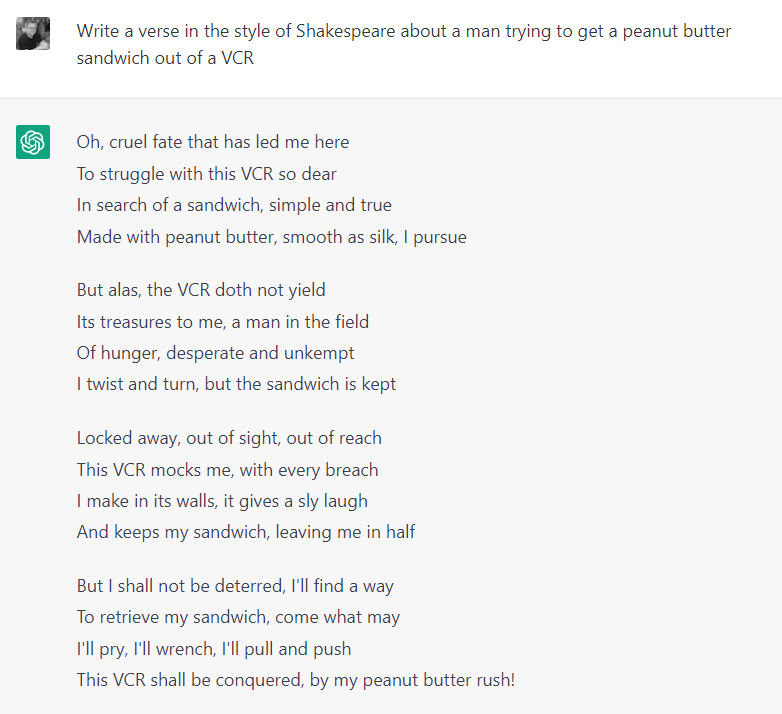 Write a verse in the style of Shakespeare about a man trying to get a peanut butter
sandwich out of a VCR
Oh, cruel fate that has led me here
To struggle with this VCR so dear
In search of a sandwich, simple and true
Made with peanut butter, smooth as silk, I pursue
But alas, the VCR doth not yield
Its treasures to me, a man in the field
Of hunger, desperate and unkempt
I twist and turn, but the sandwich is kept
Locked away, out of sight, out of reach
This VCR mocks me, with every breach
I make in its walls, it gives a sly laugh
And keeps my sandwich, leaving me in half
But I shall not be deterred, I'll find a way
To retrieve my sandwich, come what may
I'll pry, I'll wrench, I'll pull and push
This VCR shall be conquered, by my peanut butter rush!